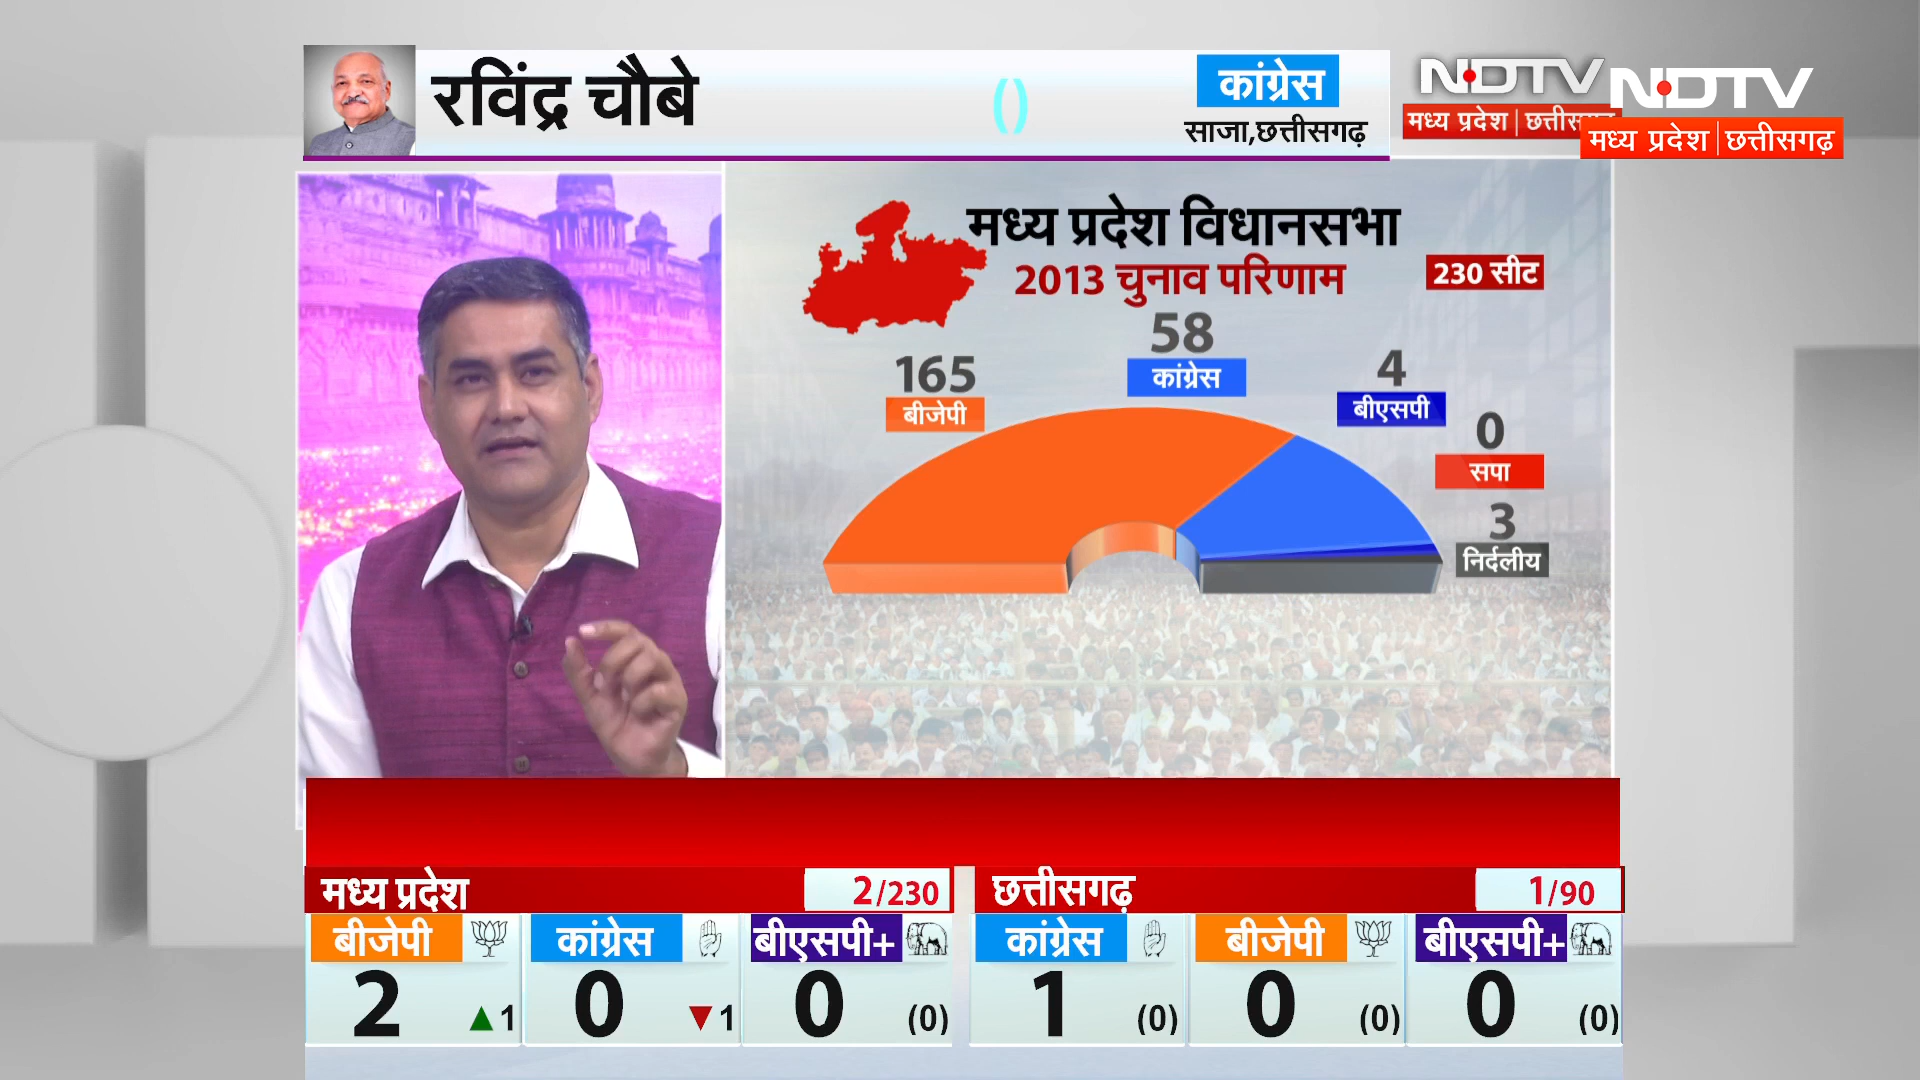 रविंद्र चौबे
()
कांग्रेस
साजा,छत्तीसगढ़
NDTV
मध्य प्रदेश | छत्तीसगढ़
NDTV
मध्य प्रदेश | छत्तीसगढ़
मध्य प्रदेश विधानसभा
2013 चुनाव परिणाम
230 सीट
58
कांग्रेस
165
बीजेपी
4
बीएसपी
0
सपा
3
निर्दलीय
मध्य प्रदेश 2/230
छत्तीसगढ़ 1/90
बीजेपी
2 ▲1
कांग्रेस
0 ▼1
बीएसपी+
0 (0)
कांग्रेस
1 (0)
बीजेपी
0 (0)
बीएसपी+
0 (0)